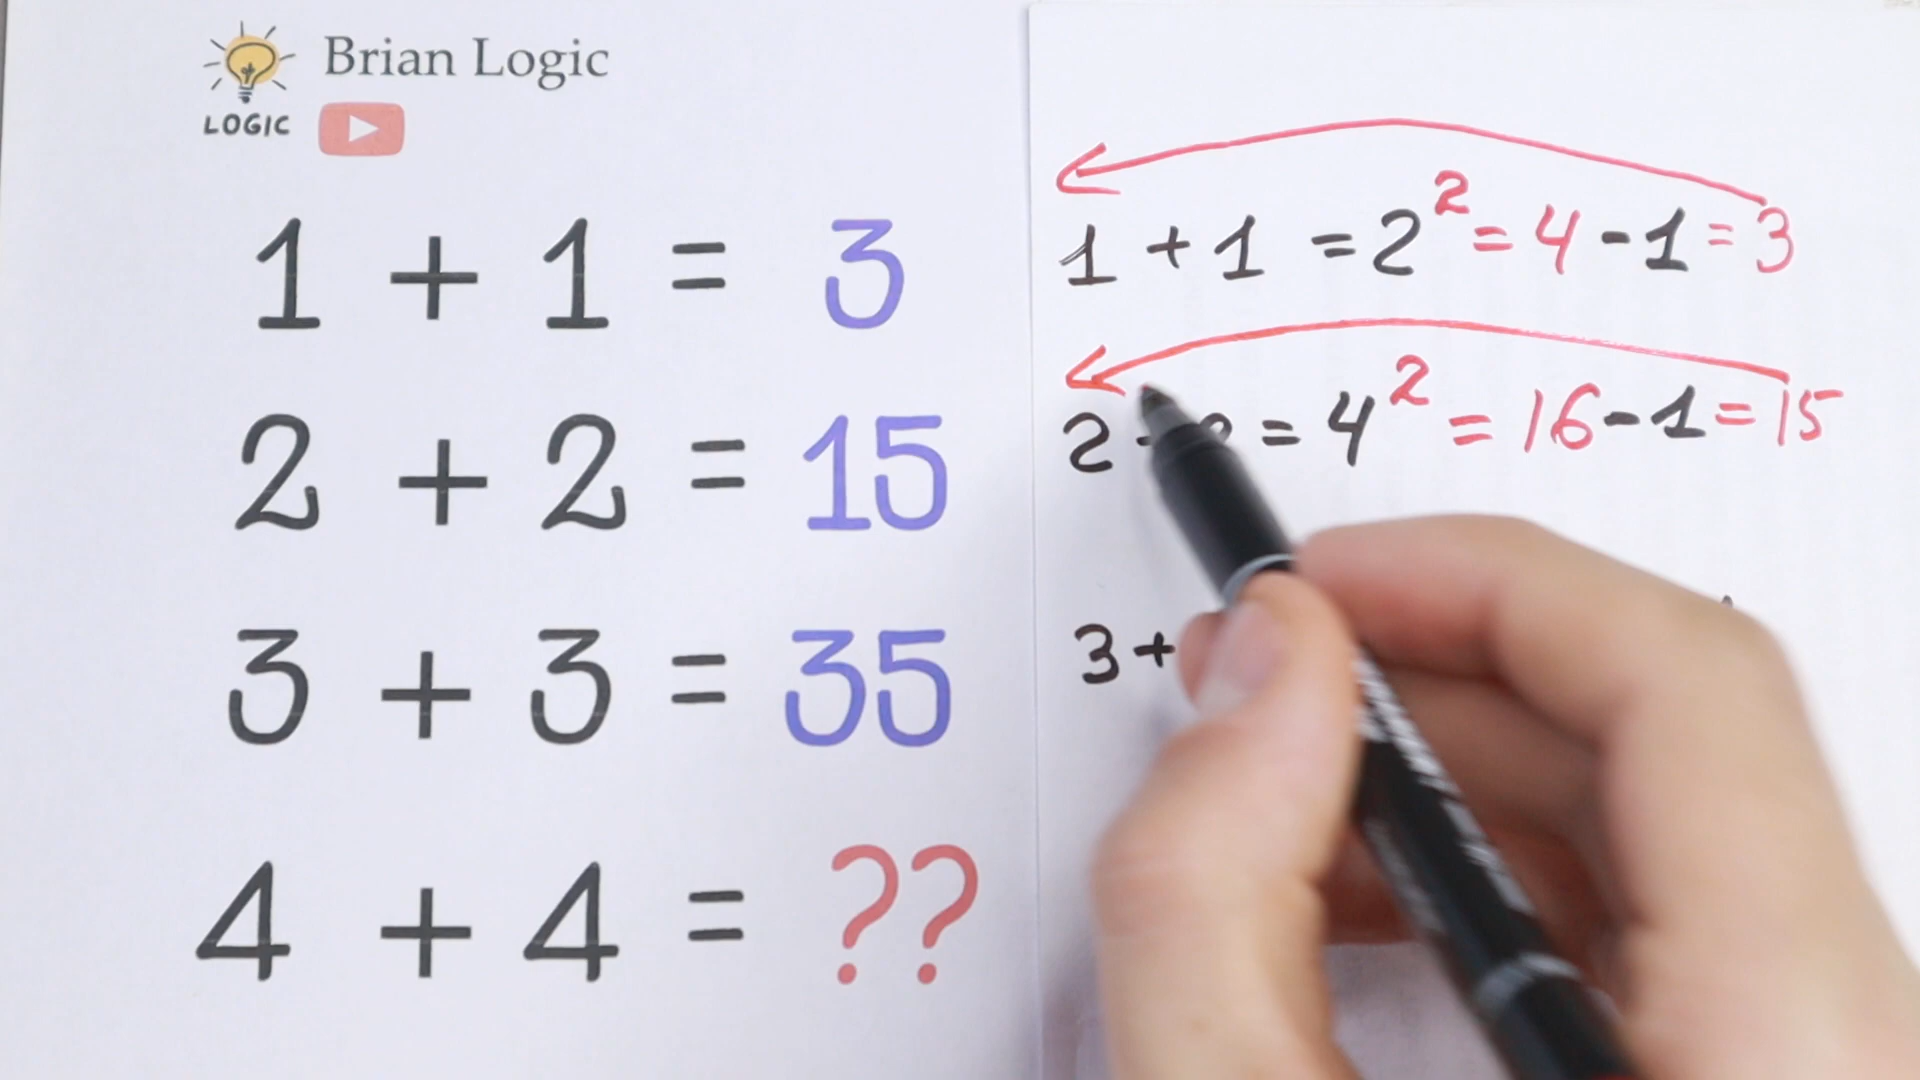 Brian Logic
LOGIC
1 + 1 = 3
2 + 2 = 15
3 + 3 = 35
4 + 4 = ??
1 + 1 = 2² = 4 - 1 = 3
2 = 4² = 16 - 1 = 15
3 +